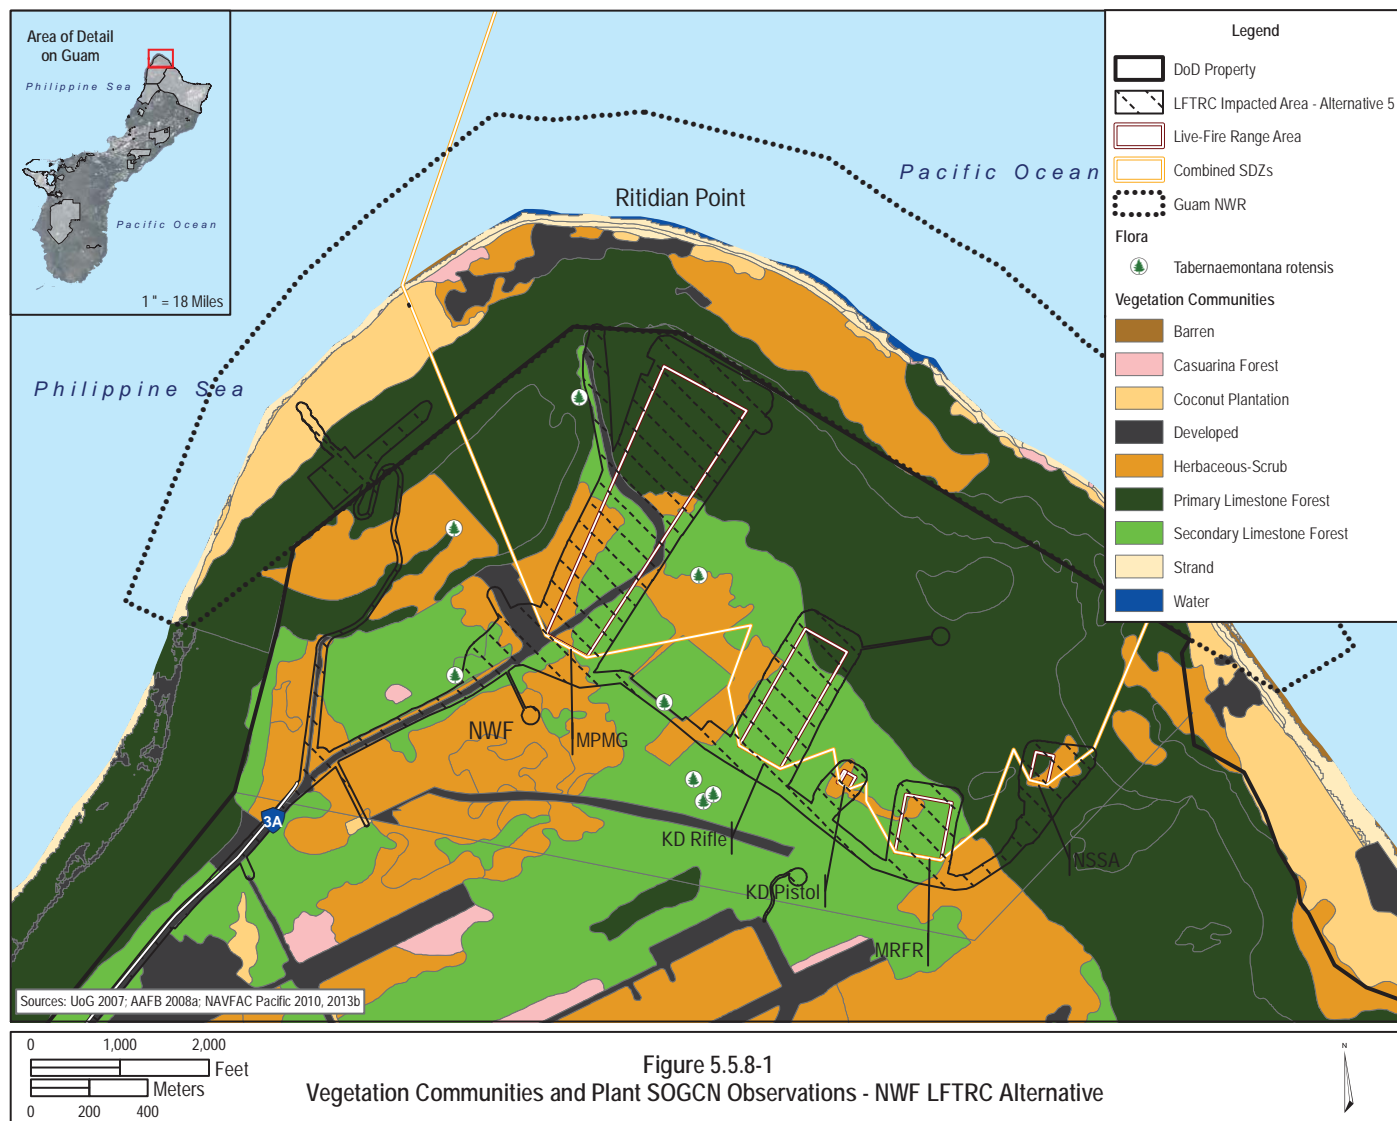 Area of Detail
on Guam
Philippine Sea
Pacific Ocean
1 " = 18 Miles
Legend
DoD Property
LFTRC Impacted Area - Alternative 5
Live-Fire Range Area
Combined SDZs
Guam NWR
Flora
Tabernaemontana rotensis
Vegetation Communities
Barren
Casuarina Forest
Coconut Plantation
Developed
Herbaceous-Scrub
Primary Limestone Forest
Secondary Limestone Forest
Strand
Water
Pacific Ocean
Ritidian Point
Philippine Sea
NWF
MPMG
3A
KD Rifle
KD Pistol
NSSA
MRFR
Sources: UoG 2007; AAFB 2008a; NAVFAC Pacific 2010, 2013b
0 1,000 2,000
Feet
Meters
0 200 400
Figure 5.5.8-1
Vegetation Communities and Plant SOGCN Observations - NWF LFTRC Alternative
N